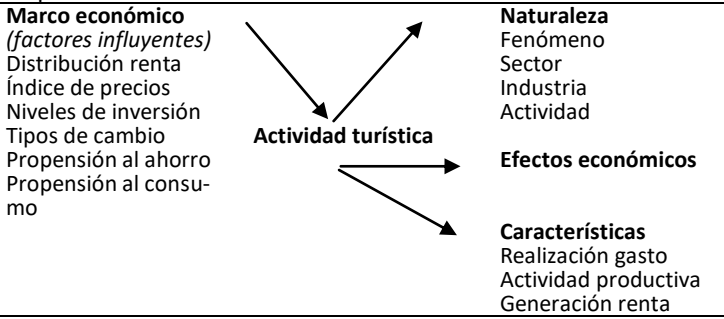 Marco económico
(factores influyentes)
Distribución renta
Índice de precios
Niveles de inversión
Tipos de cambio
Propensión al ahorro
Propensión al consu-
mo
Actividad turística
Naturaleza
Fenómeno
Sector
Industria
Actividad
Efectos económicos
Características
Realización gasto
Actividad productiva
Generación renta